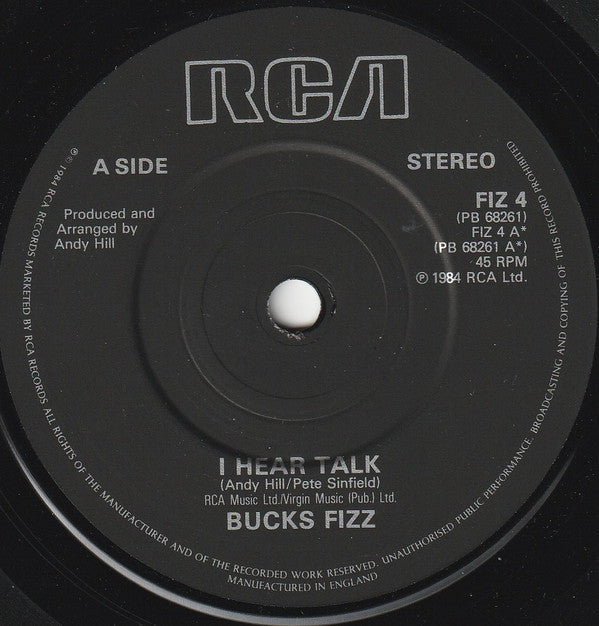 RCA
A SIDE
STEREO
Produced and
Arranged by
Andy Hill
FIZ 4
(PB 68261)
FIZ 4 A*
(PB 68261 A*)
45 RPM
℗ 1984 RCA Ltd.
I HEAR TALK
(Andy Hill/Pete Sinfield)
RCA Music Ltd./Virgin Music (Pub.) Ltd.
BUCKS FIZZ
℗ © 1984 RCA RECORDS MARKETED BY RCA RECORDS ALL RIGHTS OF THE MANUFACTURER AND OF THE RECORDED WORK RESERVED. UNAUTHORISED PUBLIC PERFORMANCE, BROADCASTING AND COPYING OF THIS RECORD PROHIBITED
MANUFACTURED IN ENGLAND